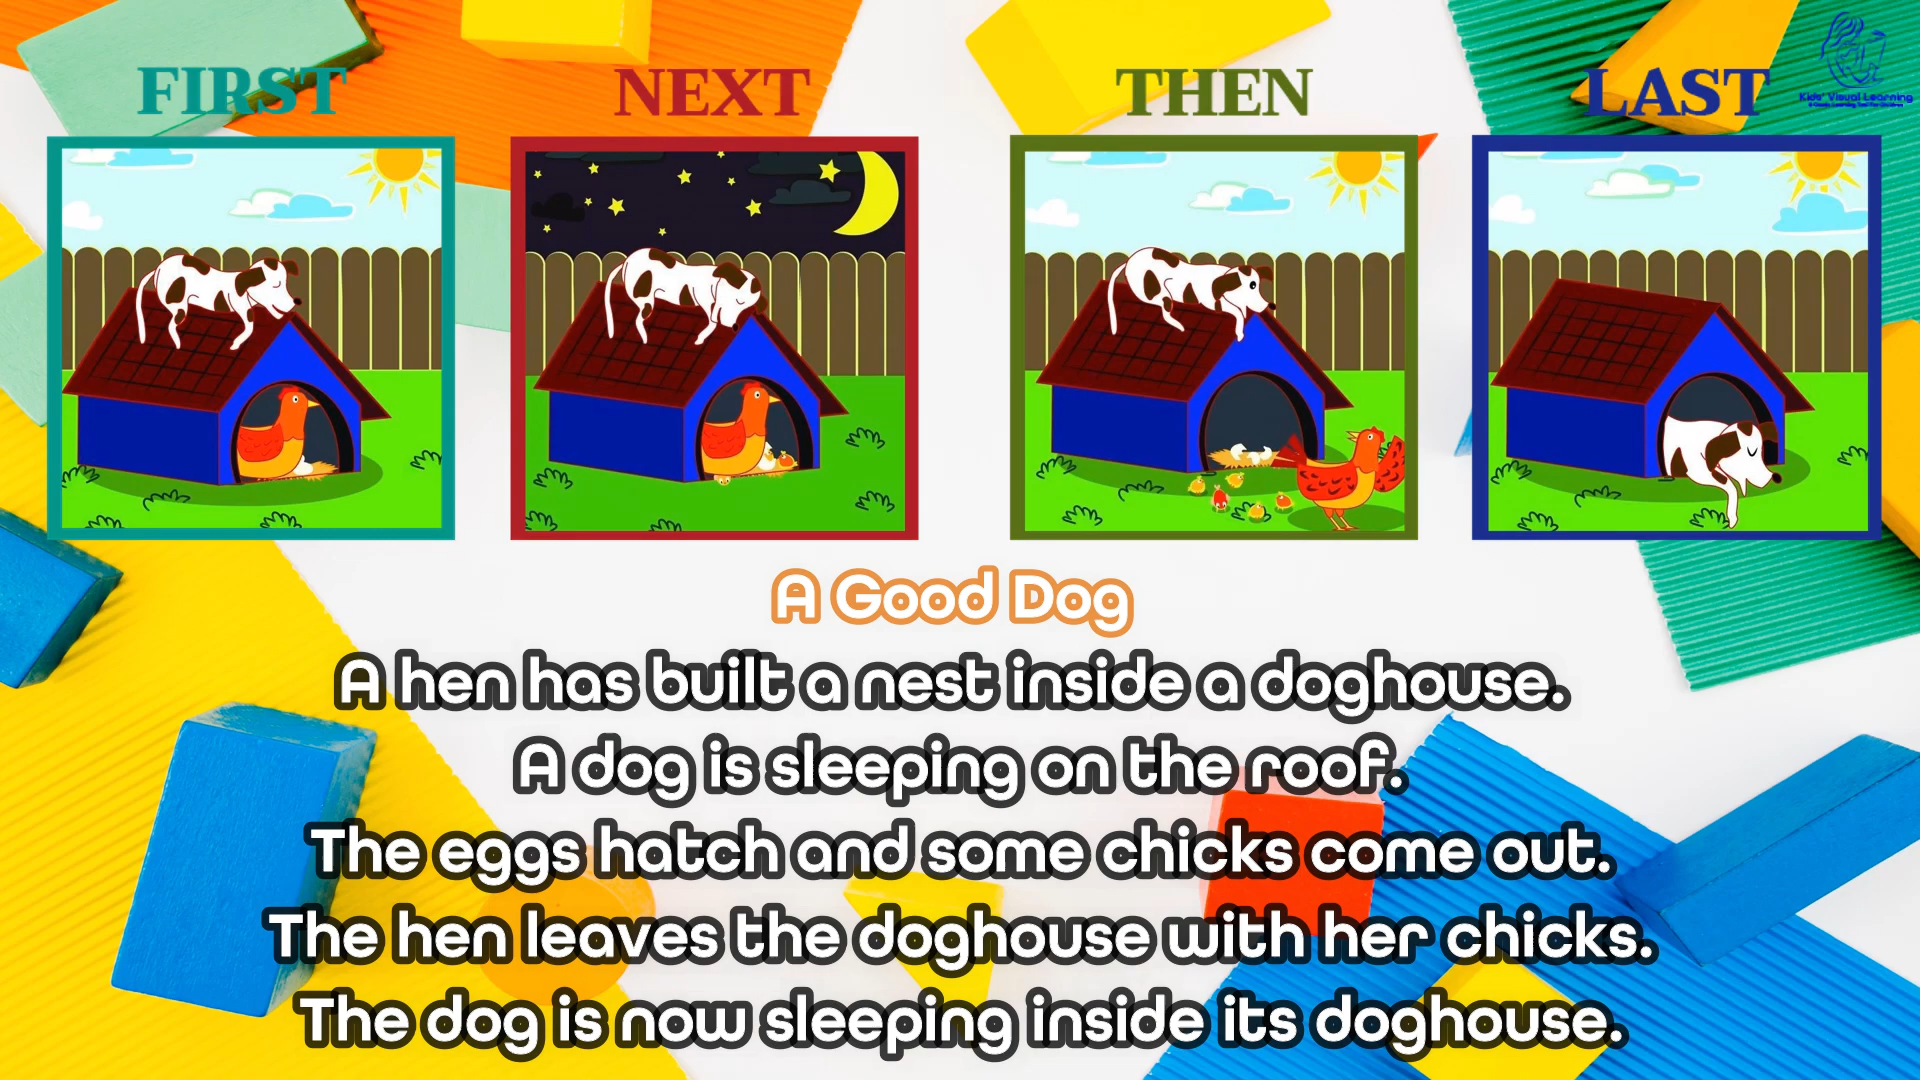 FIRST NEXT THEN LAST
Kids' Visual Learning
A Good Dog
A hen has built a nest inside a doghouse.
A dog is sleeping on the roof.
The eggs hatch and some chicks come out.
The hen leaves the doghouse with her chicks.
The dog is now sleeping inside its doghouse.